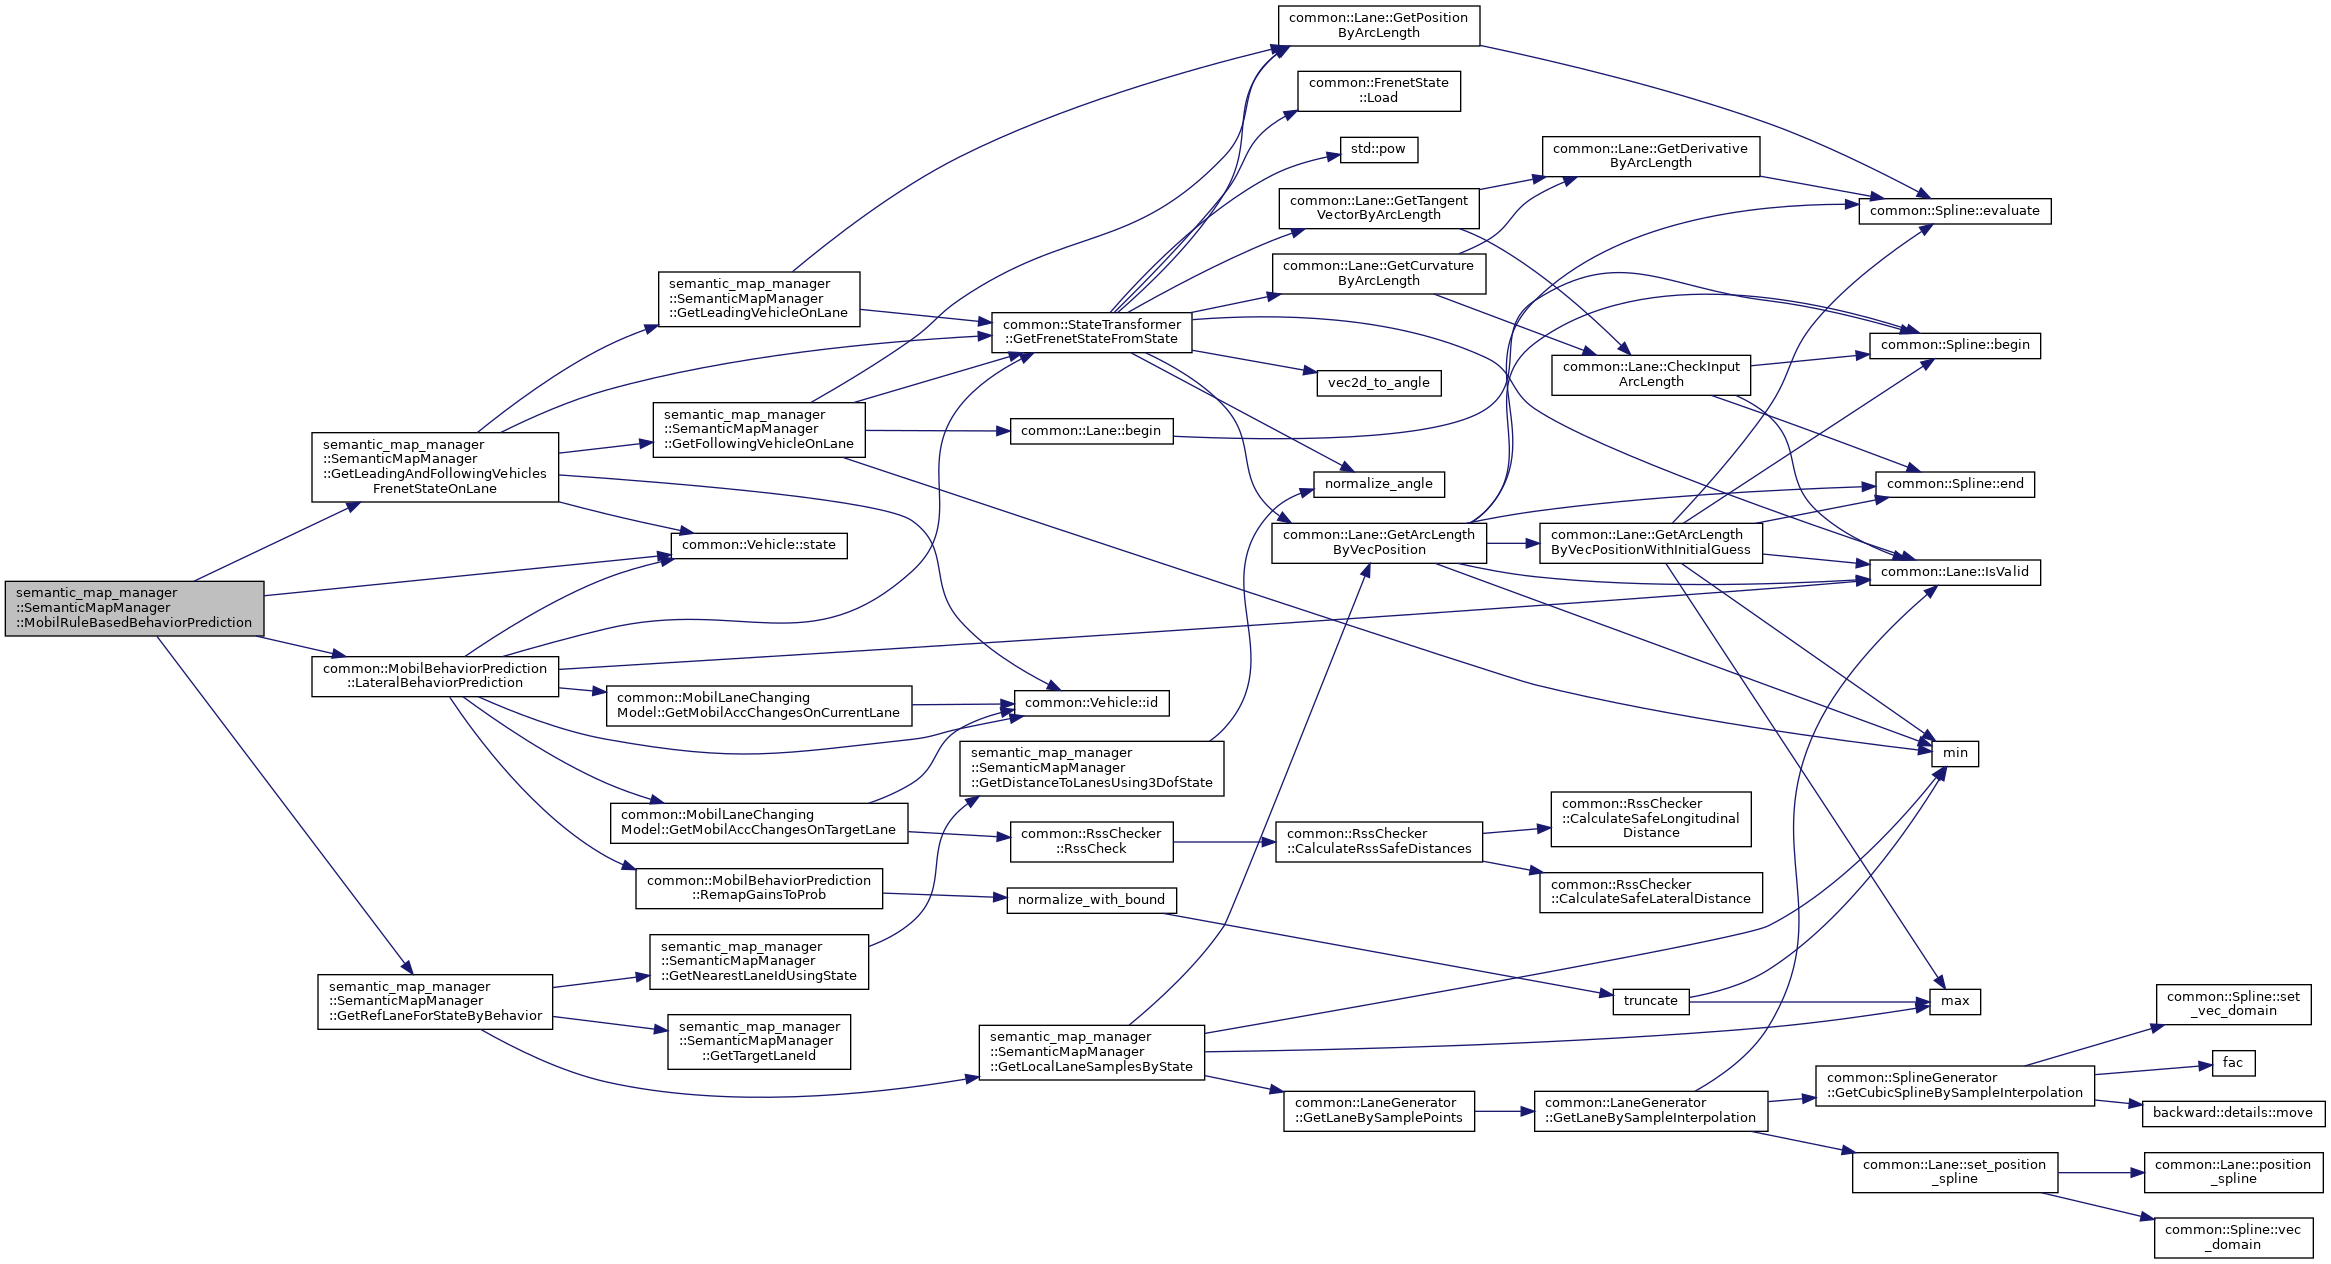 semantic_map_manager
::SemanticMapManager
::MobilRuleBasedBehaviorPrediction
semantic_map_manager
::SemanticMapManager
::GetLeadingAndFollowingVehicles
FrenetStateOnLane
common::MobilBehaviorPrediction
::LateralBehaviorPrediction
semantic_map_manager
::SemanticMapManager
::GetRefLaneForStateByBehavior
semantic_map_manager
::SemanticMapManager
::GetLeadingVehicleOnLane
semantic_map_manager
::SemanticMapManager
::GetFollowingVehicleOnLane
common::Vehicle::state
common::MobilLaneChanging
Model::GetMobilAccChangesOnCurrentLane
common::MobilLaneChanging
Model::GetMobilAccChangesOnTargetLane
common::MobilBehaviorPrediction
::RemapGainsToProb
semantic_map_manager
::SemanticMapManager
::GetNearestLaneIdUsingState
semantic_map_manager
::SemanticMapManager
::GetTargetLaneId
common::StateTransformer
::GetFrenetStateFromState
common::Lane::begin
common::Vehicle::id
semantic_map_manager
::SemanticMapManager
::GetDistanceToLanesUsing3DofState
common::RssChecker
::RssCheck
normalize_with_bound
semantic_map_manager
::SemanticMapManager
::GetLocalLaneSamplesByState
common::Lane::GetPosition
ByArcLength
common::FrenetState
::Load
std::pow
common::Lane::GetTangent
VectorByArcLength
common::Lane::GetCurvature
ByArcLength
vec2d_to_angle
normalize_angle
common::Lane::GetArcLength
ByVecPosition
common::RssChecker
::CalculateRssSafeDistances
common::LaneGenerator
::GetLaneBySamplePoints
common::Lane::GetDerivative
ByArcLength
common::Lane::CheckInput
ArcLength
common::Lane::GetArcLength
ByVecPositionWithInitialGuess
common::RssChecker
::CalculateSafeLongitudinal
Distance
common::RssChecker
::CalculateSafeLateralDistance
truncate
common::LaneGenerator
::GetLaneBySampleInterpolation
common::Spline::evaluate
common::Spline::begin
common::Spline::end
common::Lane::IsValid
min
max
common::SplineGenerator
::GetCubicSplineBySampleInterpolation
common::Lane::set_position
_spline
common::Spline::set
_vec_domain
fac
backward::details::move
common::Lane::position
_spline
common::Spline::vec
_domain